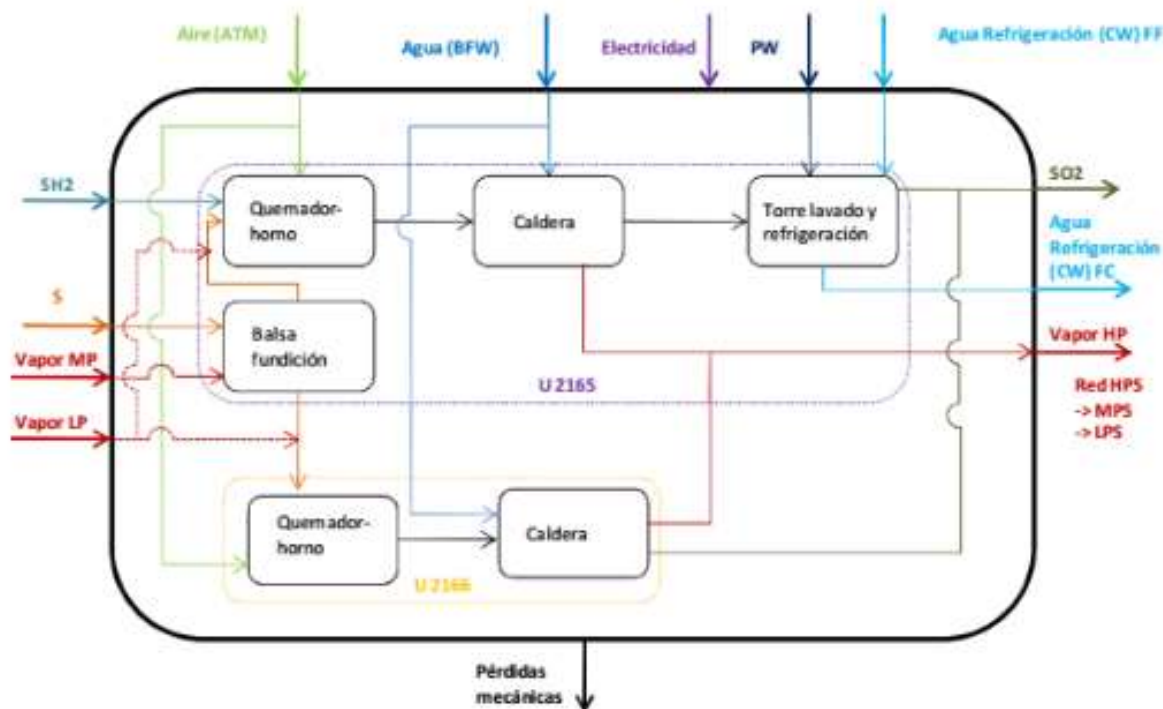 Aire (ATM)
Agua (BFW)
Electricidad
PW
Agua Refrigeración (CW) FF
SH2
Quemador-
horno
Caldera
Torre lavado y
refrigeración
SO2
Agua
Refrigeración
(CW) FC
S
Balsa
fundición
Vapor MP
U 2165
Vapor HP
Red HPS
-> MPS
-> LPS
Vapor LP
Quemador-
horno
Caldera
U 2166
Pérdidas
mecánicas